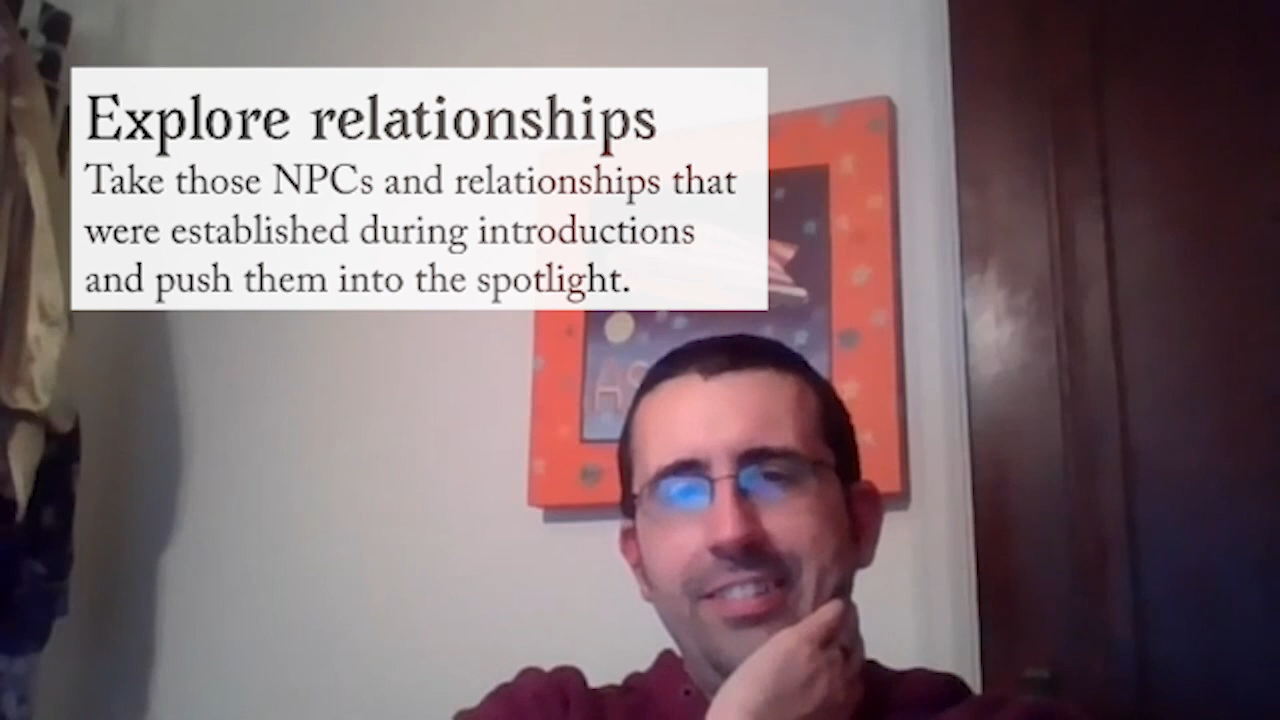 Explore relationships
Take those NPCs and relationships that
were established during introductions
and push them into the spotlight.